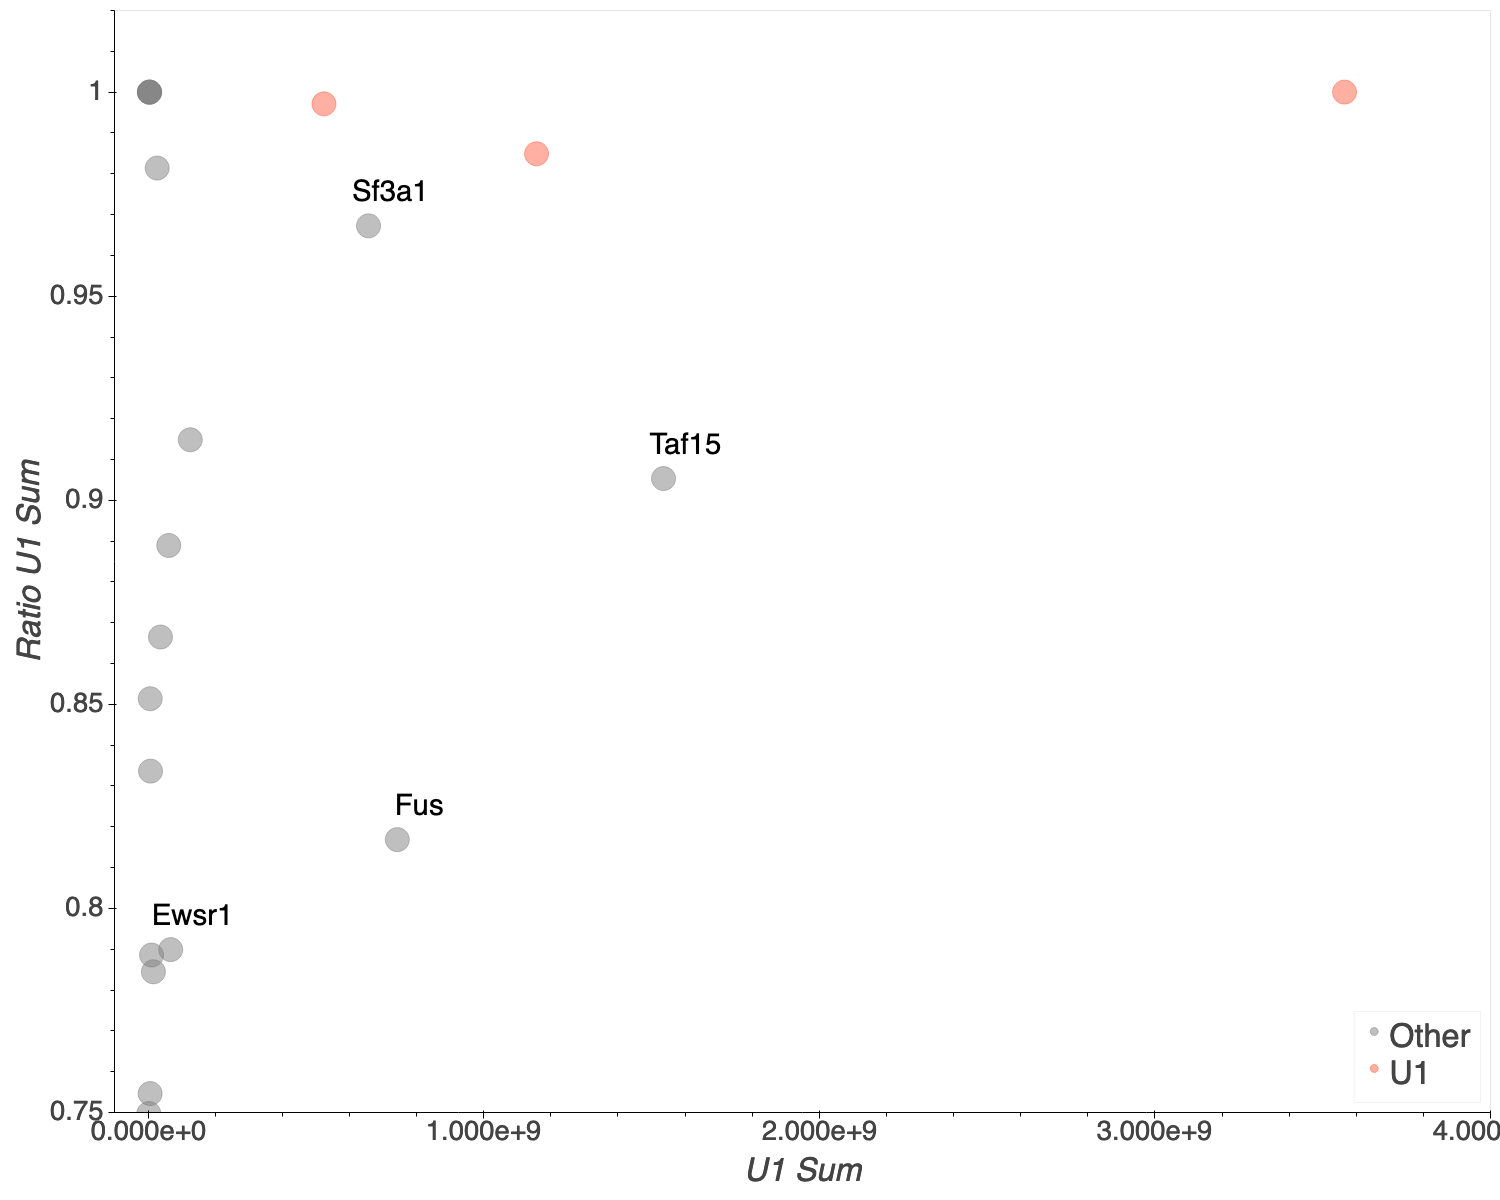 1
0.95
0.9
0.85
0.8
0.75
Ratio U1 Sum
Sf3a1
Taf15
Fus
Ewsr1
Other
U1
0.000e+0 1.000e+9 2.000e+9 3.000e+9 4.000
U1 Sum